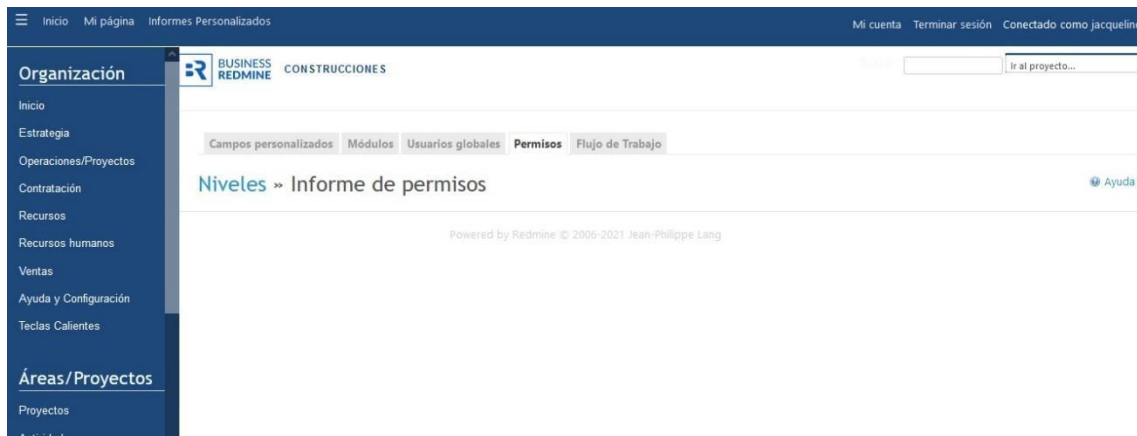 ☰ Inicio Mi página Informes Personalizados
Mi cuenta Terminar sesión Conectado como jacqueline
Organización
Inicio
Estrategia
Operaciones/Proyectos
Contratación
Recursos
Recursos humanos
Ventas
Ayuda y Configuración
Teclas Calientes
Áreas/Proyectos
Proyectos
BUSINESS
REDMINE
CONSTRUCCIONES
Ir al proyecto...
Campos personalizados Módulos Usuarios globales Permisos Flujo de Trabajo
Niveles » Informe de permisos
Ayuda
Powered by Redmine © 2006-2021 Jean-Philippe Lang